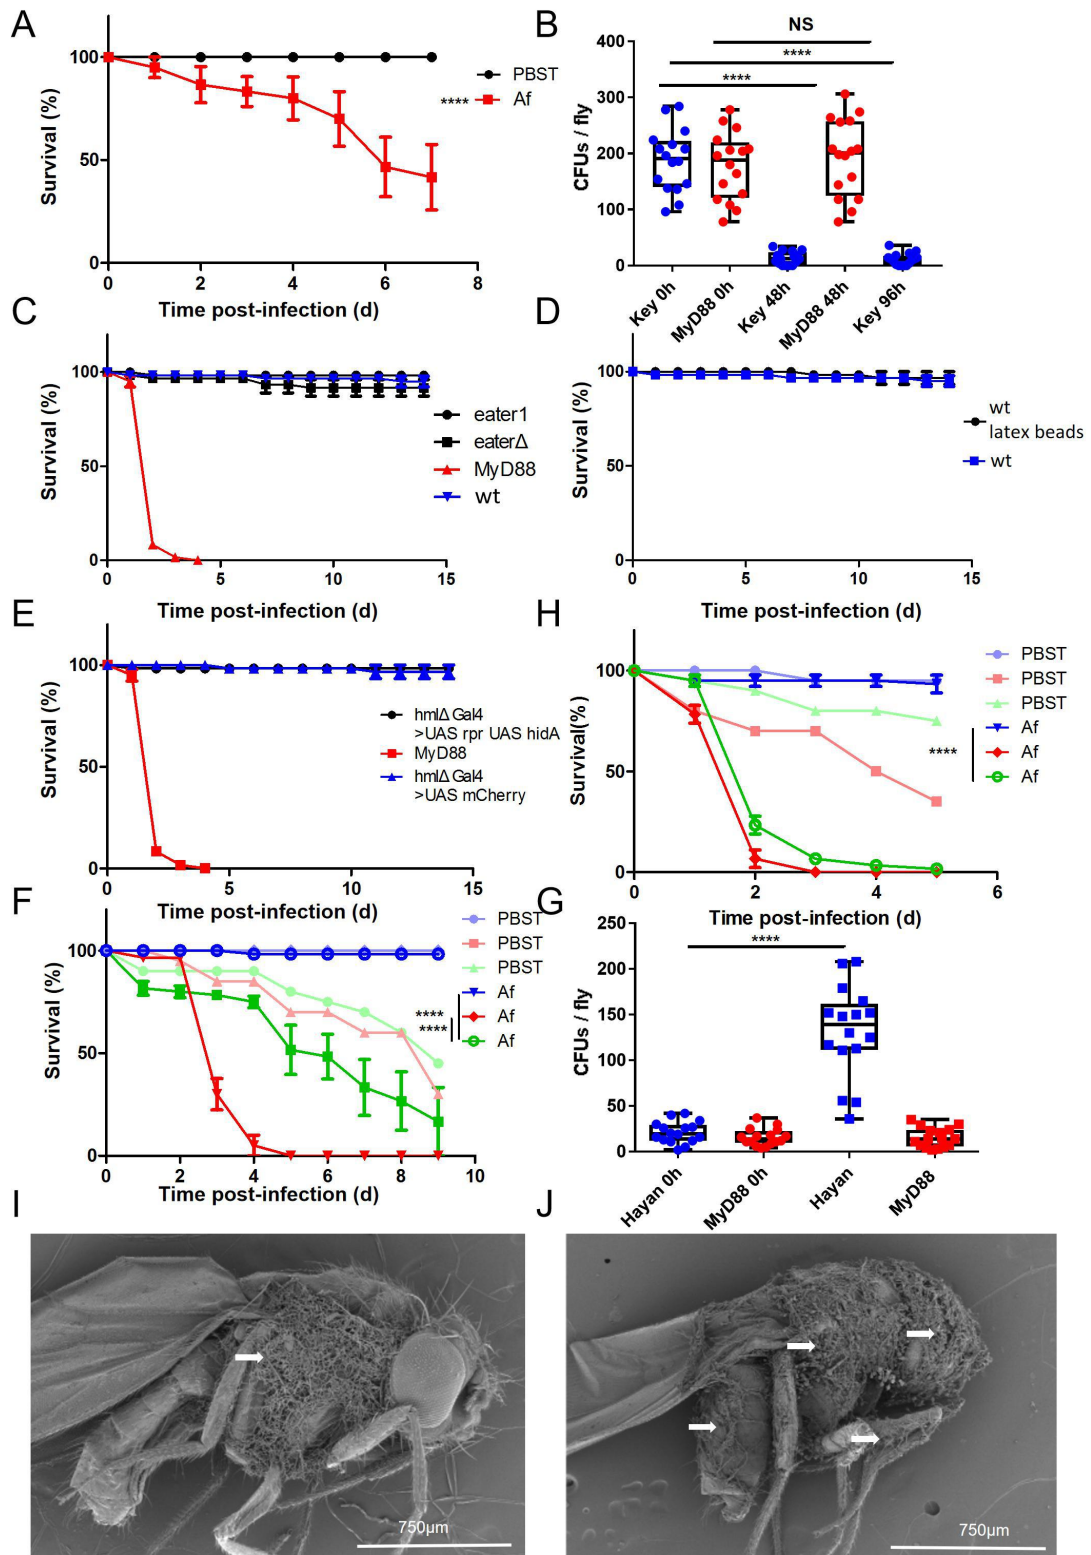 A
100
50
0
Survival (%)
0 2 4 6 8
Time post-infection (d)
PBST
**** Af
B
NS
****
****
400
300
200
100
0
CFUs / fly
Key 0h
MyD88 0h
Key 48h
MyD88 48h
Key 96h
C
100
50
0
Survival (%)
0 5 10 15
Time post-infection (d)
eater1
eaterΔ
MyD88
wt
D
100
50
0
Survival (%)
0 5 10 15
Time post-infection (d)
wt
latex beads
wt
E
100
50
0
Survival (%)
0 5 10 15
Time post-infection (d)
hmlΔ Gal4
>UAS rpr UAS hidA
MyD88
hmlΔ Gal4
>UAS mCherry
H
100
50
0
Survival(%)
0 2 4 6
Time post-infection (d)
PBST
PBST
PBST
Af
Af
Af
****
F
100
50
0
Survival (%)
0 2 4 6 8 10
Time post-infection (d)
PBST
PBST
PBST
Af
Af
Af
****
****
G
****
250
200
150
100
50
0
CFUs / fly
Hayan 0h
MyD88 0h
Hayan
MyD88
I
750µm
J
750µm